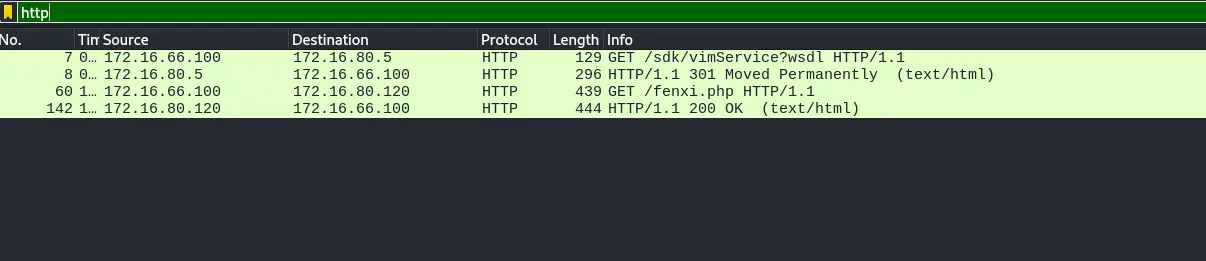 http
No. Tin Source Destination Protocol Length Info
7 0… 172.16.66.100 172.16.80.5 HTTP 129 GET /sdk/vimService?wsdl HTTP/1.1
8 0… 172.16.80.5 172.16.66.100 HTTP 296 HTTP/1.1 301 Moved Permanently (text/html)
60 1… 172.16.66.100 172.16.80.120 HTTP 439 GET /fenxi.php HTTP/1.1
142 1… 172.16.80.120 172.16.66.100 HTTP 444 HTTP/1.1 200 OK (text/html)